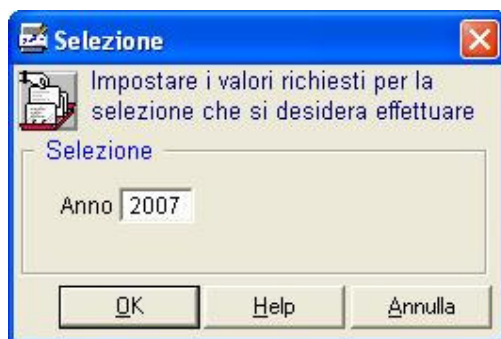 Selezione
Impostare i valori richiesti per la
selezione che si desidera effettuare
Selezione
Anno 2007
OK Help Annulla